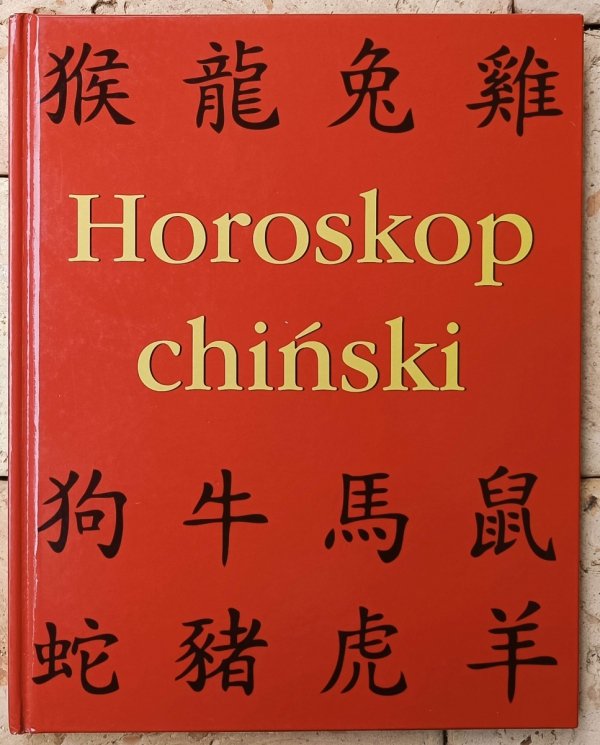 猴 龍 兔 雞
Horoskop
chiński
狗 牛 馬 鼠
蛇 豬 虎 羊